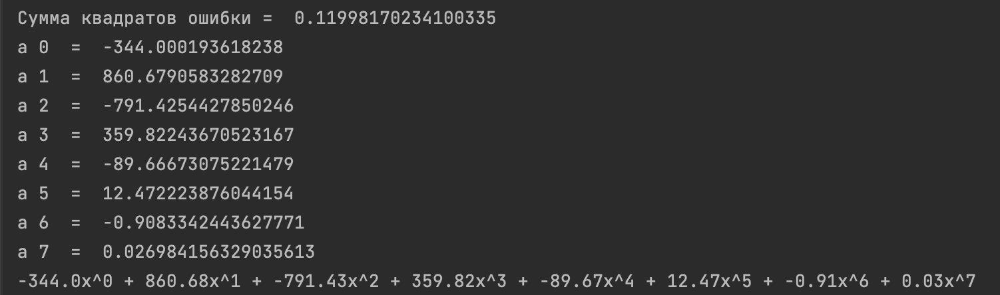 Сумма квадратов ошибки =  0.11998170234100335
a 0  =  -344.000193618238
a 1  =  860.6790583282709
a 2  =  -791.4254427850246
a 3  =  359.82243670523167
a 4  =  -89.66673075221479
a 5  =  12.472223876044154
a 6  =  -0.9083342443627771
a 7  =  0.026984156329035613
-344.0x^0 + 860.68x^1 + -791.43x^2 + 359.82x^3 + -89.67x^4 + 12.47x^5 + -0.91x^6 + 0.03x^7